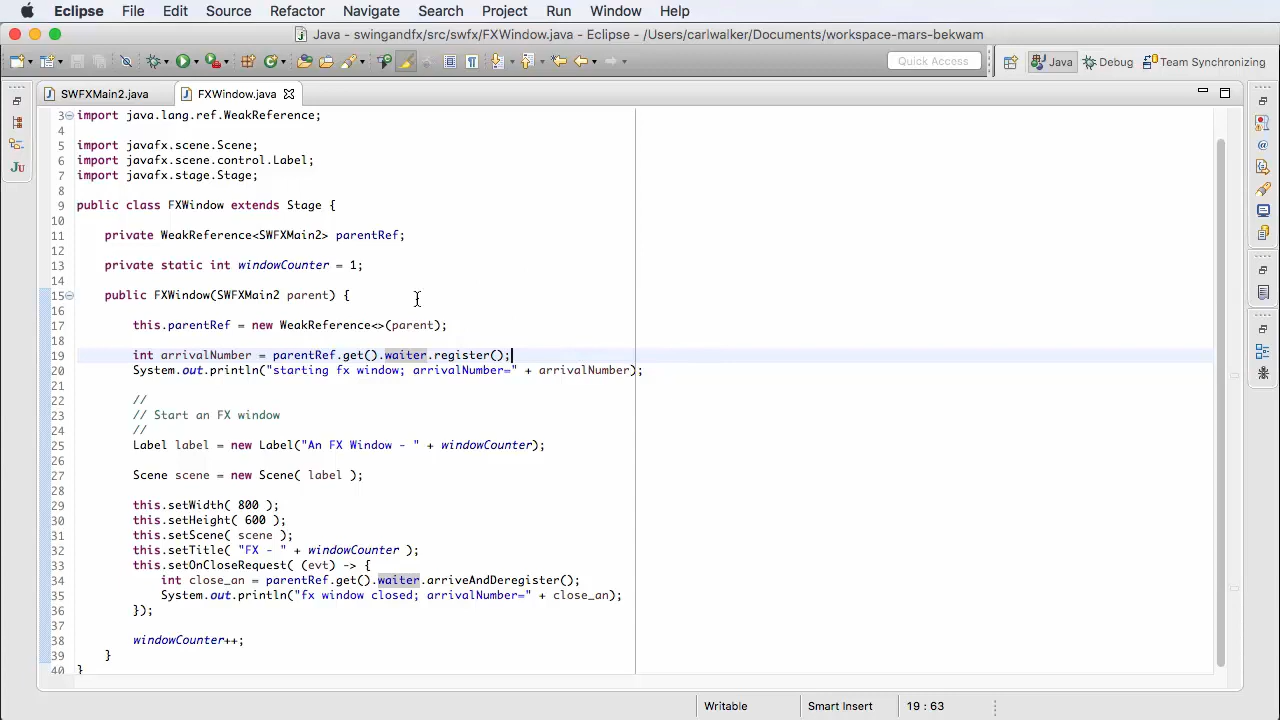 Eclipse File Edit Source Refactor Navigate Search Project Run Window Help
Java - swingandfx/src/swfx/FXWindow.java - Eclipse - /Users/carlwalker/Documents/workspace-mars-bekwam
Quick Access Java Debug Team Synchronizing
SWFXMain2.java FXWindow.java
3 import java.lang.ref.WeakReference;
4
5 import javafx.scene.Scene;
6 import javafx.scene.control.Label;
7 import javafx.stage.Stage;
8
9 public class FXWindow extends Stage {
10
11 private WeakReference<SWFXMain2> parentRef;
12
13 private static int windowCounter = 1;
14
15 public FXWindow(SWFXMain2 parent) {
16
17 this.parentRef = new WeakReference<>(parent);
18
19 int arrivalNumber = parentRef.get().waiter.register();
20 System.out.println("starting fx window; arrivalNumber=" + arrivalNumber);
21
22 //
23 // Start an FX window
24 //
25 Label label = new Label("An FX Window - " + windowCounter);
26
27 Scene scene = new Scene( label );
28
29 this.setWidth( 800 );
30 this.setHeight( 600 );
31 this.setScene( scene );
32 this.setTitle( "FX - " + windowCounter );
33 this.setOnCloseRequest( (evt) -> {
34 int close_an = parentRef.get().waiter.arriveAndDeregister();
35 System.out.println("fx window closed; arrivalNumber=" + close_an);
36 });
37
38 windowCounter++;
39 }
40 }
Writable Smart Insert 19 : 63